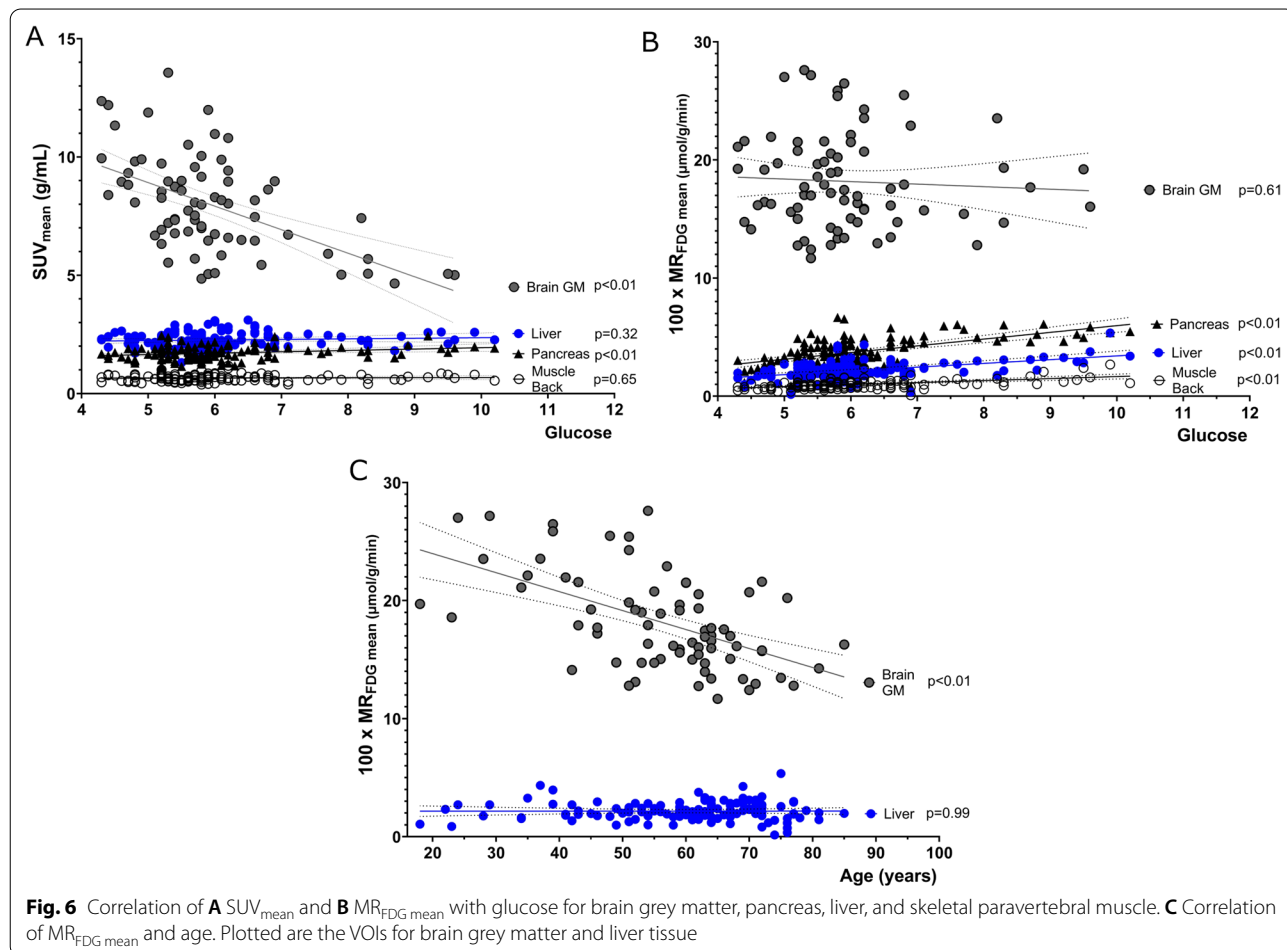 A
15
10
5
0
SUVmean (g/mL)
4 5 6 7 8 9 10 11 12
Glucose
Brain GM p<0.01
Liver p=0.32
Pancreas p<0.01
Muscle Back p=0.65
B
30
20
10
0
100 x MRFDG mean (μmol/g/min)
4 5 6 7 8 9 10 11 12
Glucose
Brain GM p=0.61
Pancreas p<0.01
Liver p<0.01
Muscle Back p<0.01
C
30
20
10
0
100 x MRFDG mean (μmol/g/min)
20 30 40 50 60 70 80 90 100
Age (years)
Brain GM p<0.01
Liver p=0.99
Fig. 6 Correlation of A SUVmean and B MRFDG mean with glucose for brain grey matter, pancreas, liver, and skeletal paravertebral muscle. C Correlation
of MRFDG mean and age. Plotted are the VOIs for brain grey matter and liver tissue